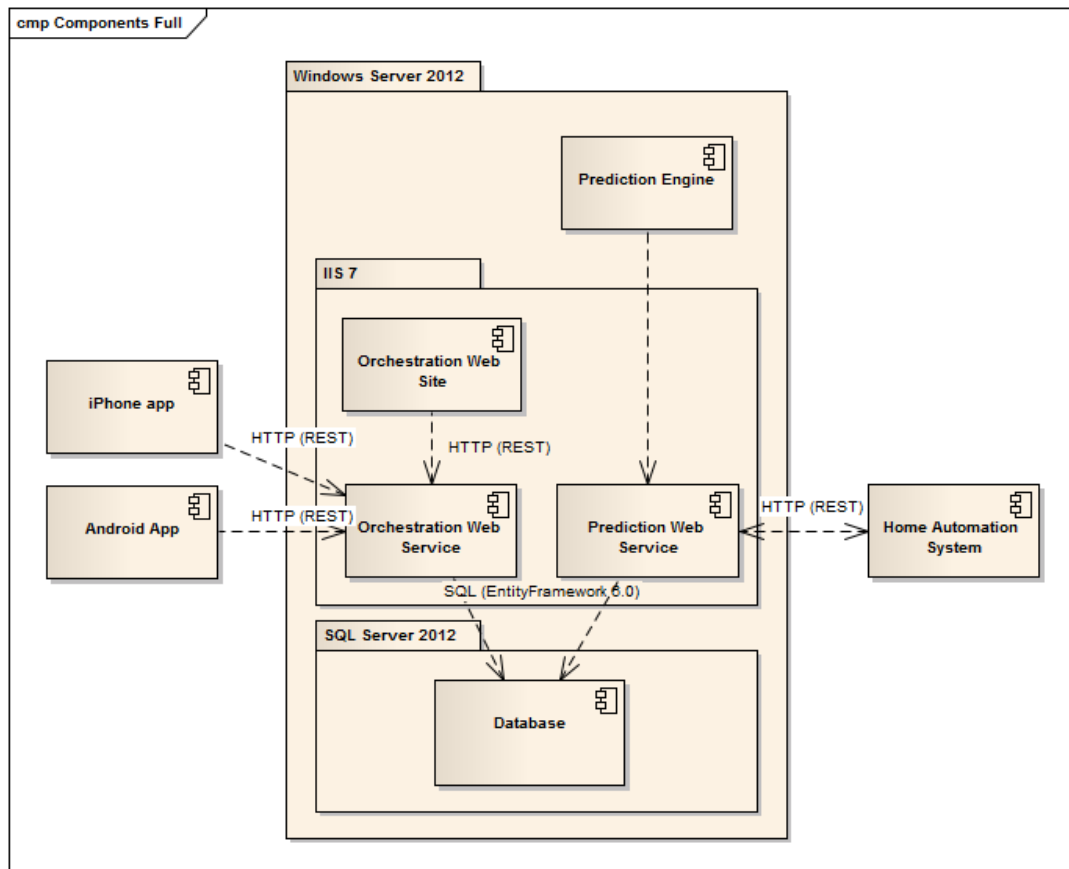 cmp Components Full
Windows Server 2012
Prediction Engine
IIS 7
Orchestration Web
Site
iPhone app
HTTP (REST)
HTTP (REST)
Android App
HTTP (REST)
Orchestration Web
Service
Prediction Web
Service
HTTP (REST)
Home Automation
System
SQL (EntityFramework 6.0)
SQL Server 2012
Database